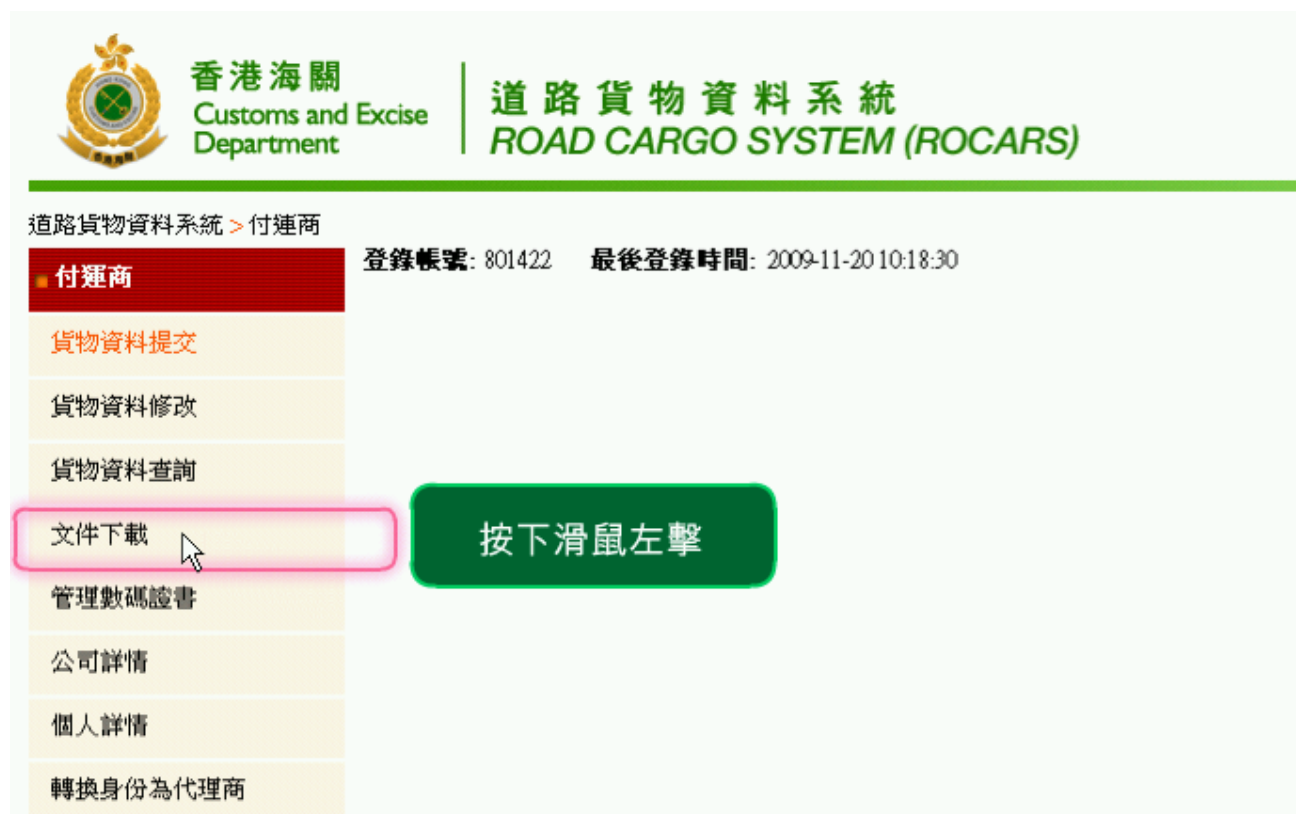 香港海關
Customs and Excise
Department
道路貨物資料系統
ROAD CARGO SYSTEM (ROCARS)
道路貨物資料系統 > 付運商
付運商
登錄帳號: 801422 最後登錄時間: 2009-11-20 10:18:30
貨物資料提交
貨物資料修改
貨物資料查詢
文件下載
按下滑鼠左擊
管理數碼證書
公司詳情
個人詳情
轉換身份為代理商